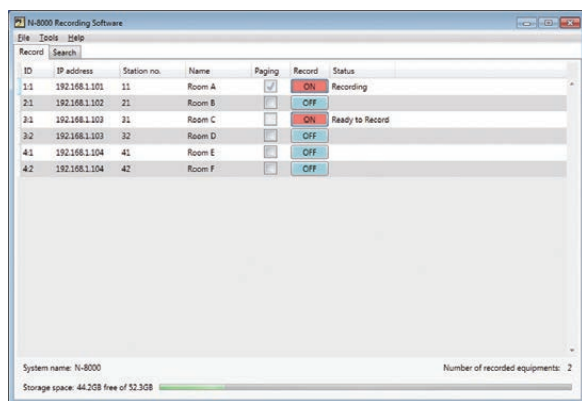 N-8000 Recording Software
File Tools Help
Record Search
ID IP address Station no. Name Paging Record Status
1:1 192.168.1.101 11 Room A ON Recording
2:1 192.168.1.102 21 Room B OFF
3:1 192.168.1.103 31 Room C ON Ready to Record
3:2 192.168.1.103 32 Room D OFF
4:1 192.168.1.104 41 Room E OFF
4:2 192.168.1.104 42 Room F OFF
System name: N-8000 Number of recorded equipments: 2
Storage space: 44.2GB free of 52.3GB